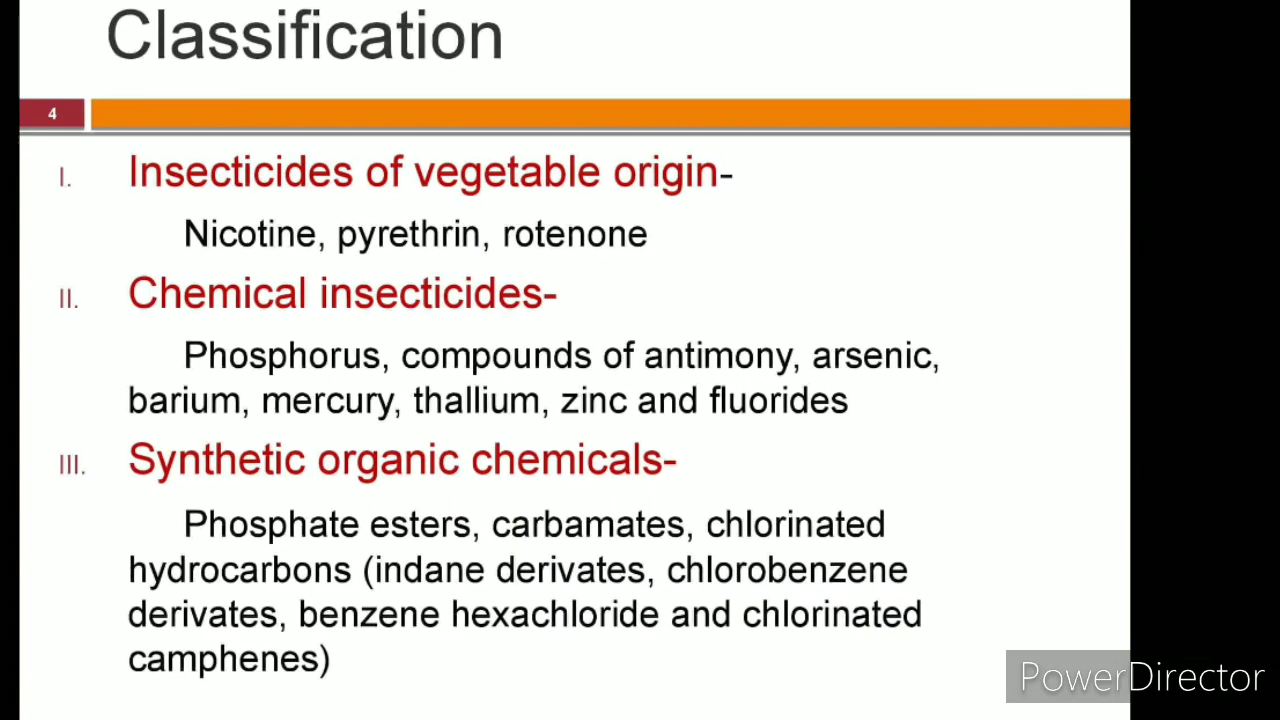 Classification
4
I. Insecticides of vegetable origin-
Nicotine, pyrethrin, rotenone
II. Chemical insecticides-
Phosphorus, compounds of antimony, arsenic,
barium, mercury, thallium, zinc and fluorides
III. Synthetic organic chemicals-
Phosphate esters, carbamates, chlorinated
hydrocarbons (indane derivates, chlorobenzene
derivates, benzene hexachloride and chlorinated
camphenes)
PowerDirector